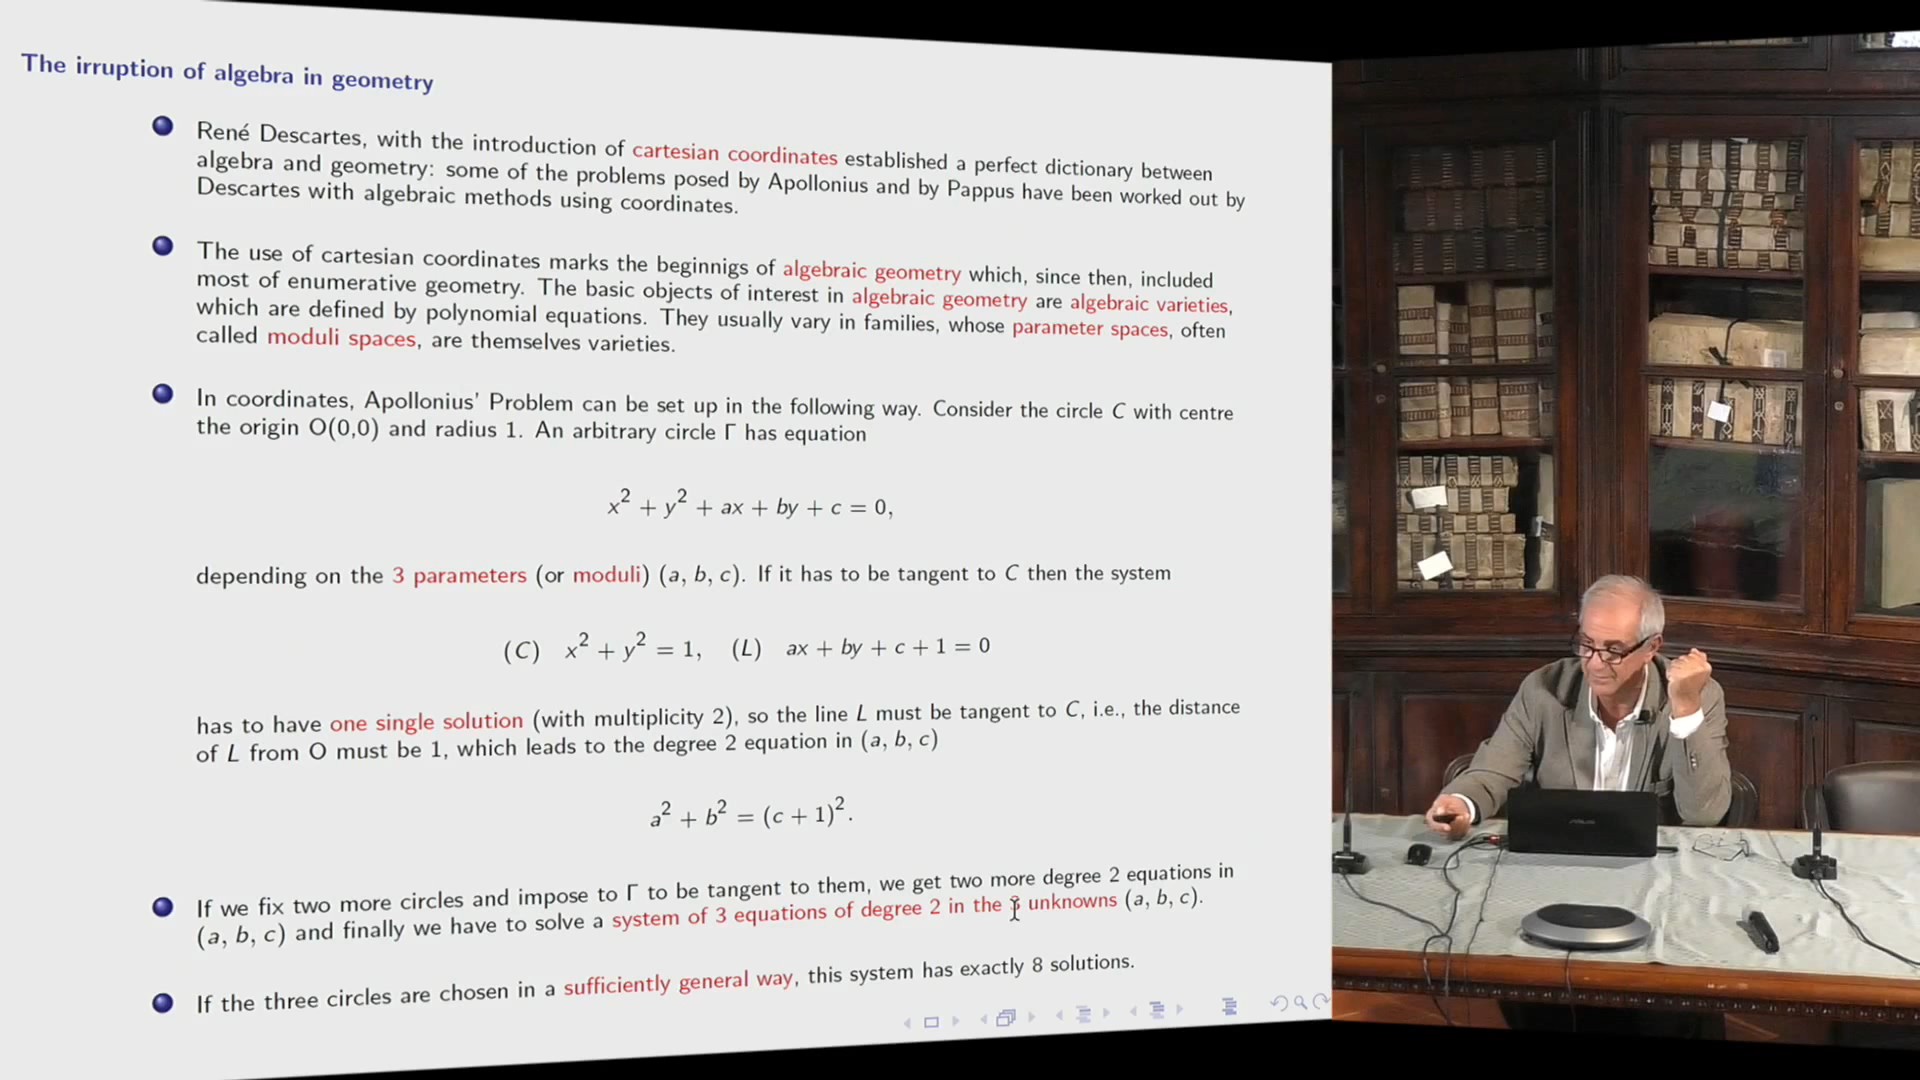 The irruption of algebra in geometry
René Descartes, with the introduction of cartesian coordinates established a perfect dictionary between
algebra and geometry: some of the problems posed by Apollonius and by Pappus have been worked out by
Descartes with algebraic methods using coordinates.
The use of cartesian coordinates marks the beginnigs of algebraic geometry which, since then, included
most of enumerative geometry. The basic objects of interest in algebraic geometry are algebraic varieties,
which are defined by polynomial equations. They usually vary in families, whose parameter spaces, often
called moduli spaces, are themselves varieties.
In coordinates, Apollonius' Problem can be set up in the following way. Consider the circle C with centre
the origin O(0,0) and radius 1. An arbitrary circle Γ has equation
x² + y² + ax + by + c = 0,
depending on the 3 parameters (or moduli) (a, b, c). If it has to be tangent to C then the system
(C) x² + y² = 1, (L) ax + by + c + 1 = 0
has to have one single solution (with multiplicity 2), so the line L must be tangent to C, i.e., the distance
of L from O must be 1, which leads to the degree 2 equation in (a, b, c)
a² + b² = (c + 1)².
If we fix two more circles and impose to Γ to be tangent to them, we get two more degree 2 equations in
(a, b, c) and finally we have to solve a system of 3 equations of degree 2 in the 3 unknowns (a, b, c).
If the three circles are chosen in a sufficiently general way, this system has exactly 8 solutions.
ASUS